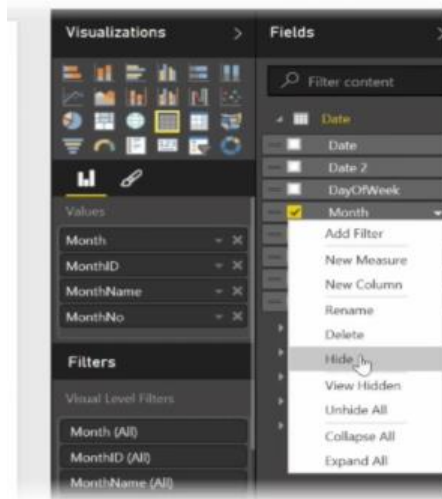 Visualizations
Values
Month
MonthID
MonthName
MonthNo
Filters
Visual Level Filters
Month (All)
MonthID (All)
MonthName (All)
Fields
Filter content
Date
Date
Date 2
DayOfWeek
Month
Add Filter
New Measure
New Column
Rename
Delete
Hide
View Hidden
Unhide All
Collapse All
Expand All